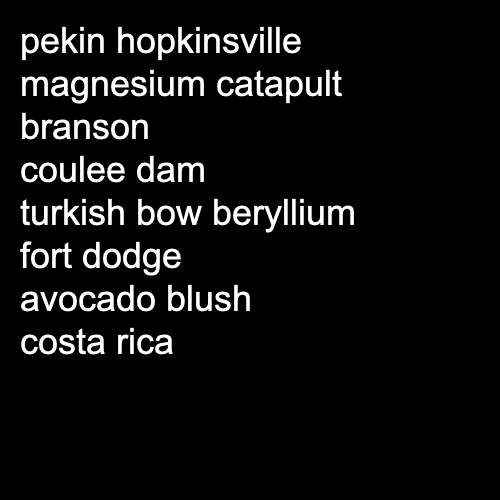 pekin hopkinsville
magnesium catapult
branson
coulee dam
turkish bow beryllium
fort dodge
avocado blush
costa rica